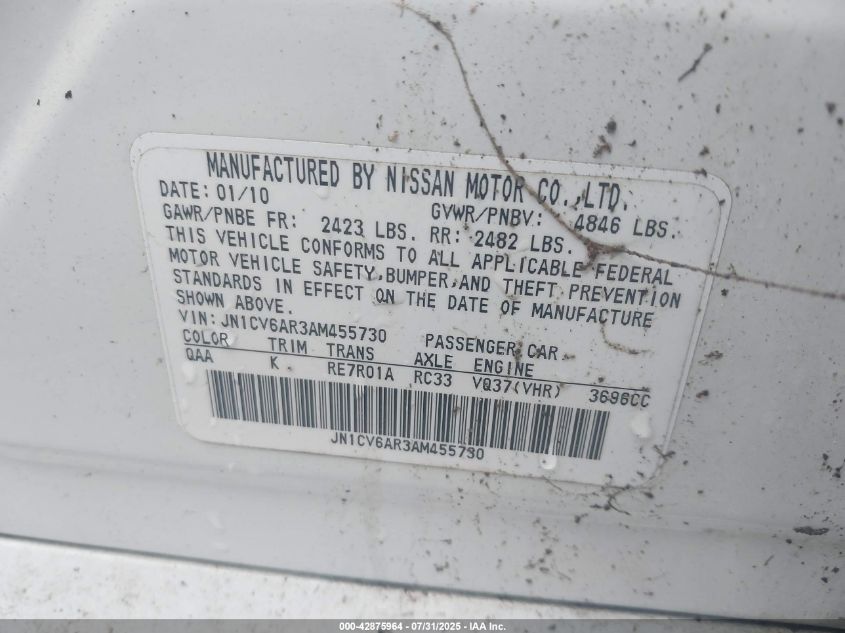 MANUFACTURED BY NISSAN MOTOR CO.,LTD.
DATE: 01/10 GVWR/PNBV: 4846 LBS.
GAWR/PNBE FR: 2423 LBS. RR: 2482 LBS.
THIS VEHICLE CONFORMS TO ALL APPLICABLE FEDERAL
MOTOR VEHICLE SAFETY,BUMPER,AND THEFT PREVENTION
STANDARDS IN EFFECT ON THE DATE OF MANUFACTURE
SHOWN ABOVE.
VIN: JN1CV6AR3AM455730 PASSENGER CAR
COLOR TRIM TRANS AXLE ENGINE
QAA K RE7R01A RC33 VQ37(VHR) 3696CC
JN1CV6AR3AM455730
000-42875964 - 07/31/2025 - IAA Inc.